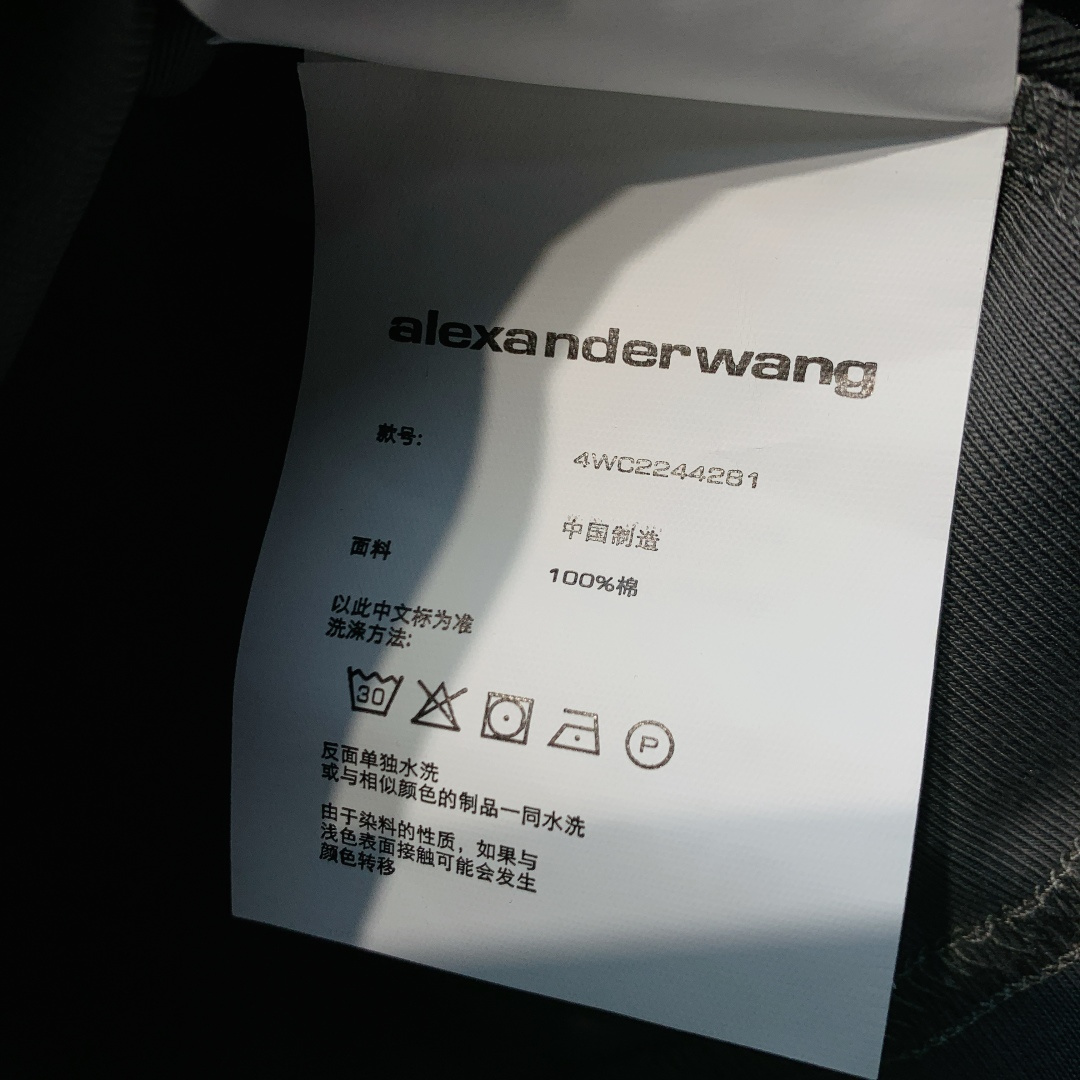 alexanderwang
款号:
4WC2244281
中国制造
面料
100%棉
以此中文标为准
洗涤方法:
30
P
反面单独水洗
或与相似颜色的制品一同水洗
由于染料的性质，如果与
浅色表面接触可能会发生
颜色转移